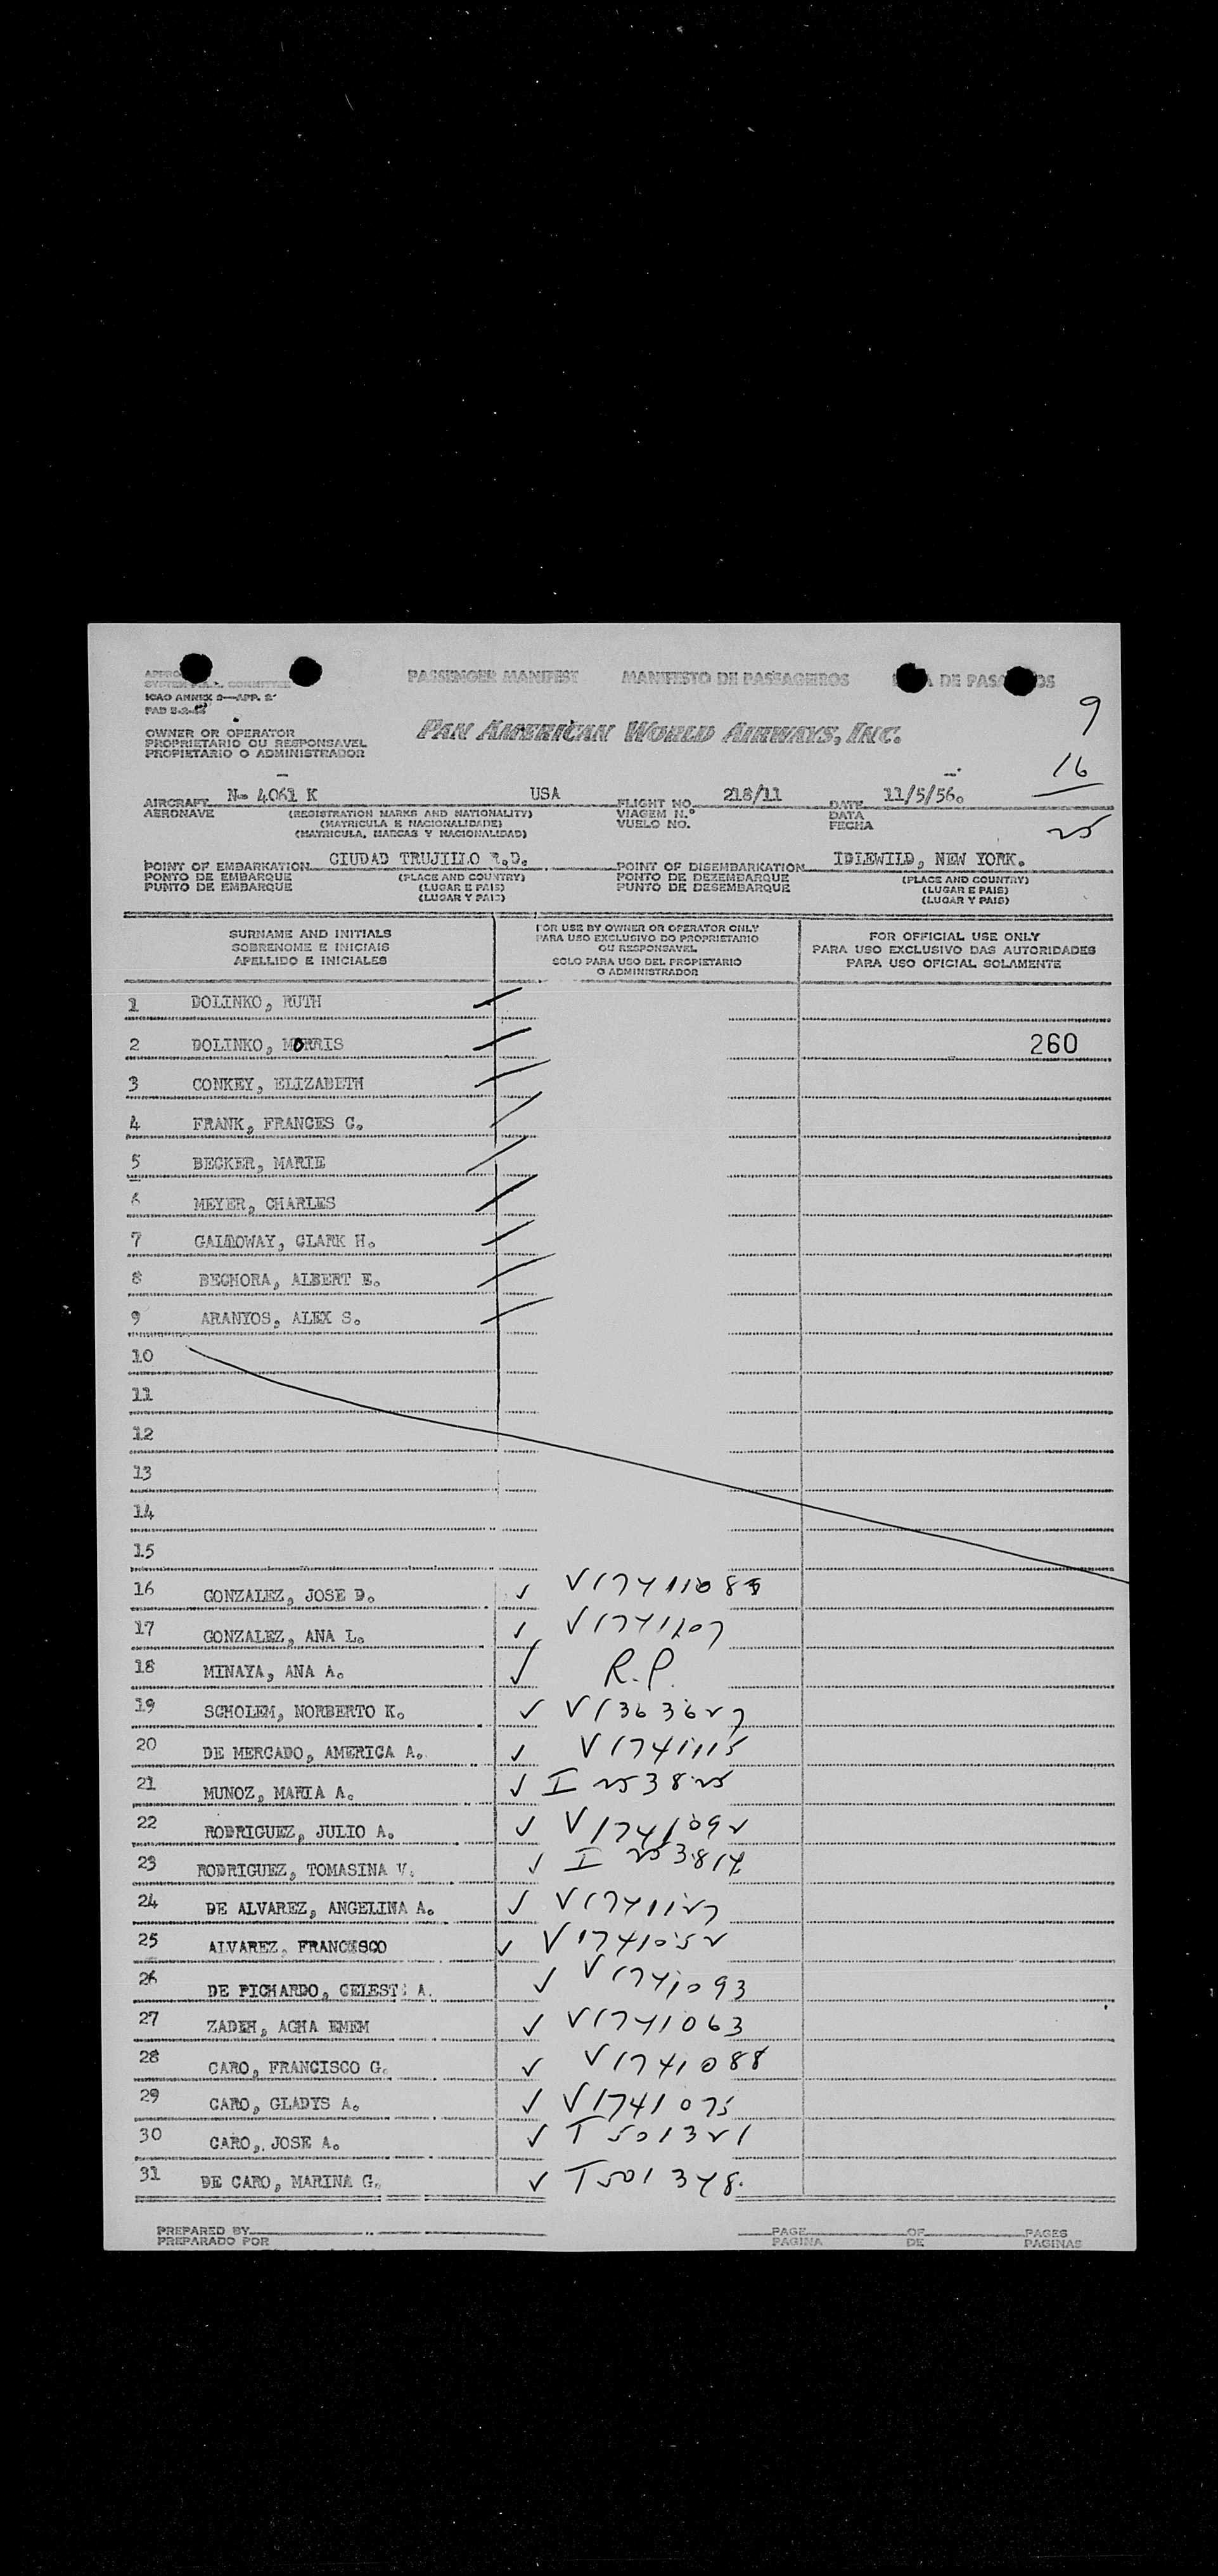 PASSENGER MANIFEST MANIFESTO DE PASSAGEIROS DE
ICAO ANNEX 9—APP. 2
OWNER OR OPERATOR
PROPRIETARIO OU RESPONSAVEL
PROPIETARIO O ADMINISTRADOR
PAN AMERICAN WORLD AIRWAYS, INC.
9
16
25
AIRCRAFT N- 4061 K USA FLIGHT NO. 218/11 DATE 11/5/56.
AERONAVE (REGISTRATION MARKS AND NATIONALITY) VIAGEM N.º DATA
(MATRICULA E NACIONALIDADE) VUELO NO. FECHA
(MATRICULA, MARCAS Y NACIONALIDAD)
POINT OF EMBARKATION CIUDAD TRUJILLO R.D. POINT OF DISEMBARKATION IDLEWILD, NEW YORK.
PONTO DE EMBARQUE (PLACE AND COUNTRY) PONTO DE DEZEMBARQUE (PLACE AND COUNTRY)
PUNTO DE EMBARQUE (LUGAR E PAIS) PUNTO DE DESEMBARQUE (LUGAR E PAIS)
(LUGAR Y PAIS) (LUGAR Y PAIS)
SURNAME AND INITIALS
SOBRENOME E INICIAIS
APELLIDO E INICIALES
FOR USE BY OWNER OR OPERATOR ONLY
PARA USO EXCLUSIVO DO PROPRIETARIO
OU RESPONSAVEL
SOLO PARA USO DEL PROPIETARIO
O ADMINISTRADOR
FOR OFFICIAL USE ONLY
PARA USO EXCLUSIVO DAS AUTORIDADES
PARA USO OFICIAL SOLAMENTE
1 DOLINKO, RUTH
2 DOLINKO, MORRIS 260
3 CONKEY, ELIZABETH
4 FRANK, FRANCES C.
5 BECKER, MARIE
6 MEYER, CHARLES
7 GALLOWAY, CLARK H.
8 BEGHORA, ALBERT E.
9 ARANYOS, ALEX S.
10
11
12
13
14
15
16 GONZALEZ, JOSE D. ✓
17 GONZALEZ, ANA L. ✓ V1741107
18 MINAYA, ANA A. ✓ R.P.
19 SCHOLEM, NORBERTO K. ✓ V1363627
20 DE MERCADO, AMERICA A. ✓ V1741115
21 MUNOZ, MARIA A. ✓ I 253825
22 RODRIGUEZ, JULIO A. ✓ V1741092
23 RODRIGUEZ, TOMASINA V. ✓ I 253814
24 DE ALVAREZ, ANGELINA A. ✓ V1741127
25 ALVAREZ, FRANCISCO ✓ V1741052
26 DE PICHARDO, CELESTE A. ✓ V1741093
27 ZADEH, AGHA EMEM ✓ V1741063
28 CARO, FRANCISCO G. ✓ V1741088
29 CARO, GLADYS A. ✓ V1741075
30 CARO, JOSE A. ✓ T 501321
31 DE CARO, MARINA G. ✓ T501348.
PREPARED BY PAGE OF PAGES
PREPARADO POR PAGINA DE PAGINAS